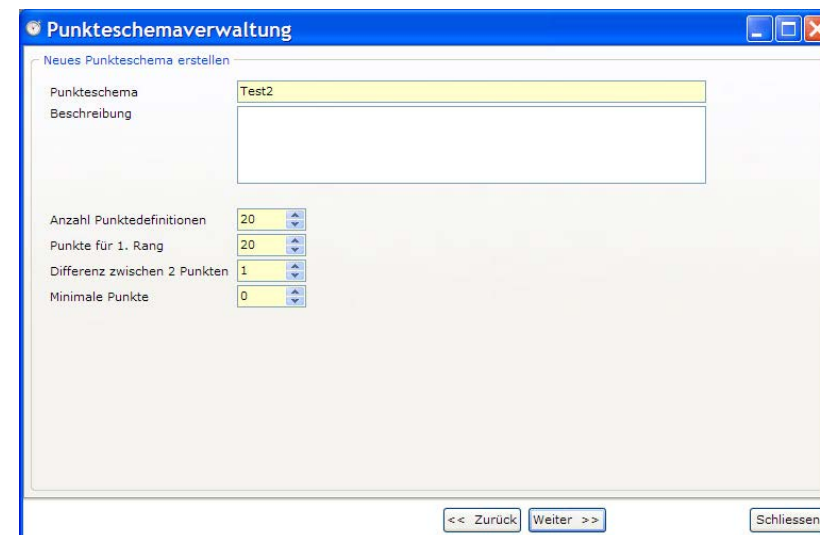 Punkteschemaverwaltung
Neues Punkteschema erstellen
Punkteschema Test2
Beschreibung
Anzahl Punktedefinitionen 20
Punkte für 1. Rang 20
Differenz zwischen 2 Punkten 1
Minimale Punkte 0
<< Zurück Weiter >> Schliessen